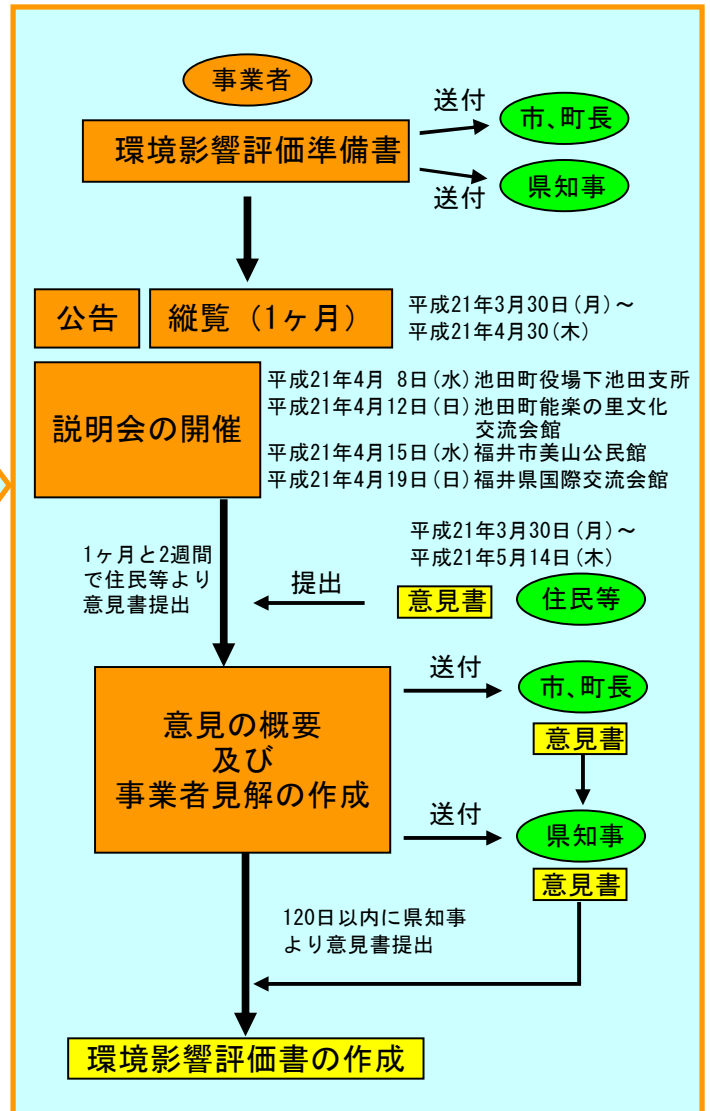 事業者
環境影響評価準備書
送付
市、町長
送付
県知事
公告
縦覧（1ヶ月）
平成21年3月30日(月)～
平成21年4月30(木)
説明会の開催
平成21年4月 8日(水)池田町役場下池田支所
平成21年4月12日(日)池田町能楽の里文化
交流会館
平成21年4月15日(水)福井市美山公民館
平成21年4月19日(日)福井県国際交流会館
1ヶ月と2週間
で住民等より
意見書提出
平成21年3月30日(月)～
平成21年5月14日(木)
提出
意見書
住民等
意見の概要
及び
事業者見解の作成
送付
市、町長
意見書
送付
県知事
意見書
120日以内に県知事
より意見書提出
環境影響評価書の作成